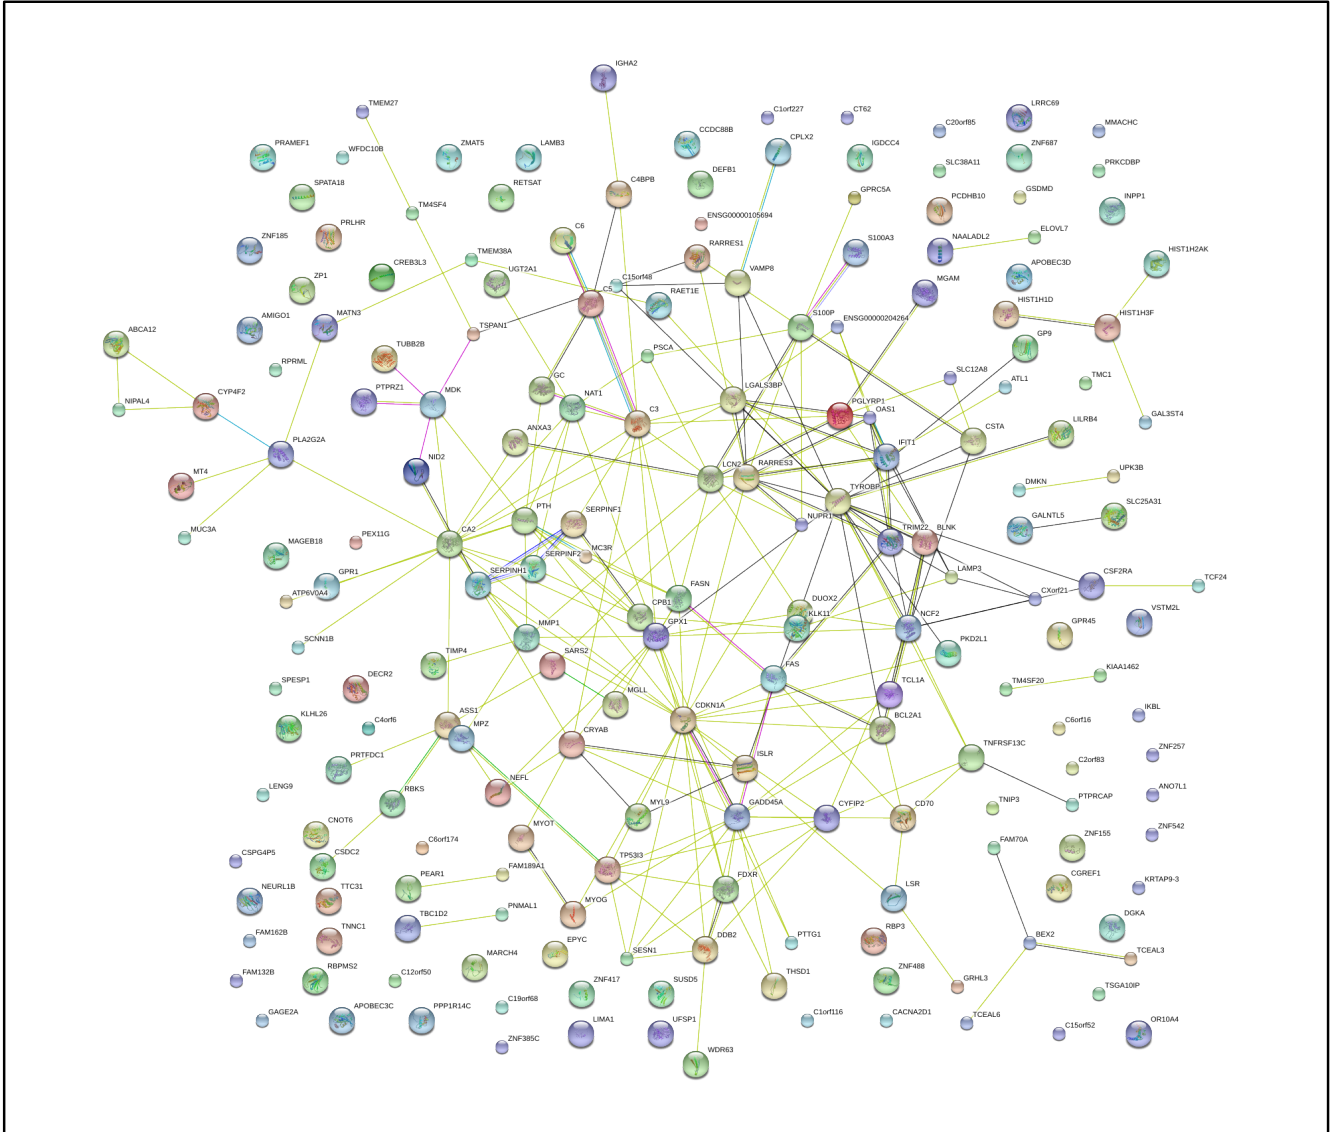 IGHA2
TMEM27
C1orf227
CT62
LRRC69
C20orf85
MMACHC
PRAMEF1
WFDC10B
ZMAT5
LAMB3
CCDC88B
CPLX2
IGDCC4
ZNF687
SLC38A11
PRKCDBP
SPATA18
RETSAT
C4BPB
DEFB1
GPRC5A
PCDHB10
GSDMD
INPP1
TM4SF4
PRLHR
ENSG00000105694
ZNF185
C6
S100A3
NAALADL2
ELOVL7
TMEM38A
RARRES1
HIST1H2AK
CREB3L3
UGT2A1
C15orf48
VAMP8
APOBEC3D
ZP1
C5
RAET1E
MGAM
HIST1H1D
HIST1H3F
AMIGO1
MATN3
S100P
ENSG00000204264
ABCA12
TSPAN1
GP9
TUBB2B
PSCA
RPRML
SLC12A8
TMC1
CYP4F2
PTPRZ1
MDK
GC
NAT1
LGALS3BP
ATL1
NIPAL4
PGLYRP1
OAS1
C3
GAL3ST4
PLA2G2A
ANXA3
IFIT1
CSTA
LILRB4
MT4
NID2
LCN2
RARRES3
UPK3B
DMKN
TYROBP
SLC25A31
MUC3A
PTH
SERPINF1
NUPR1
GALNTL5
MAGEB18
PEX11G
CA2
TRIM22
BLNK
MC3R
SERPINF2
GPR1
SERPINH1
LAMP3
CSF2RA
TCF24
ATP6V0A4
FASN
CXorf21
CPB1
DUOX2
VSTM2L
SCNN1B
MMP1
GPX1
KLK11
NCF2
GPR45
TIMP4
SARS2
PKD2L1
SPESP1
DECR2
FAS
TM4SF20
KIAA1462
MGLL
TCL1A
KLHL26
C4orf6
ASS1
MPZ
CDKN1A
BCL2A1
IKBL
C6orf16
PRTFDC1
CRYAB
ISLR
TNFRSF13C
ZNF257
C2orf83
LENG9
RBKS
NEFL
ANO7L1
MYL9
GADD45A
CYFIP2
CD70
TNIP3
PTPRCAP
CNOT6
MYOT
ZNF542
C6orf174
FAM70A
ZNF155
CSPG4P5
CSDC2
TP53I3
PEAR1
FAM189A1
FDXR
CGREF1
KRTAP9-3
NEURL1B
TTC31
LSR
TBC1D2
PNMAL1
MYOG
DGKA
FAM162B
TNNC1
EPYC
DDB2
PTTG1
RBP3
BEX2
SESN1
TCEAL3
MARCH4
FAM132B
RBPMS2
C12orf50
ZNF417
SUSD5
THSD1
ZNF488
GRHL3
TSGA10IP
GAGE2A
APOBEC3C
PPP1R14C
C19orf68
LIMA1
UFSP1
C1orf116
CACNA2D1
TCEAL6
C15orf52
OR10A4
ZNF385C
WDR63